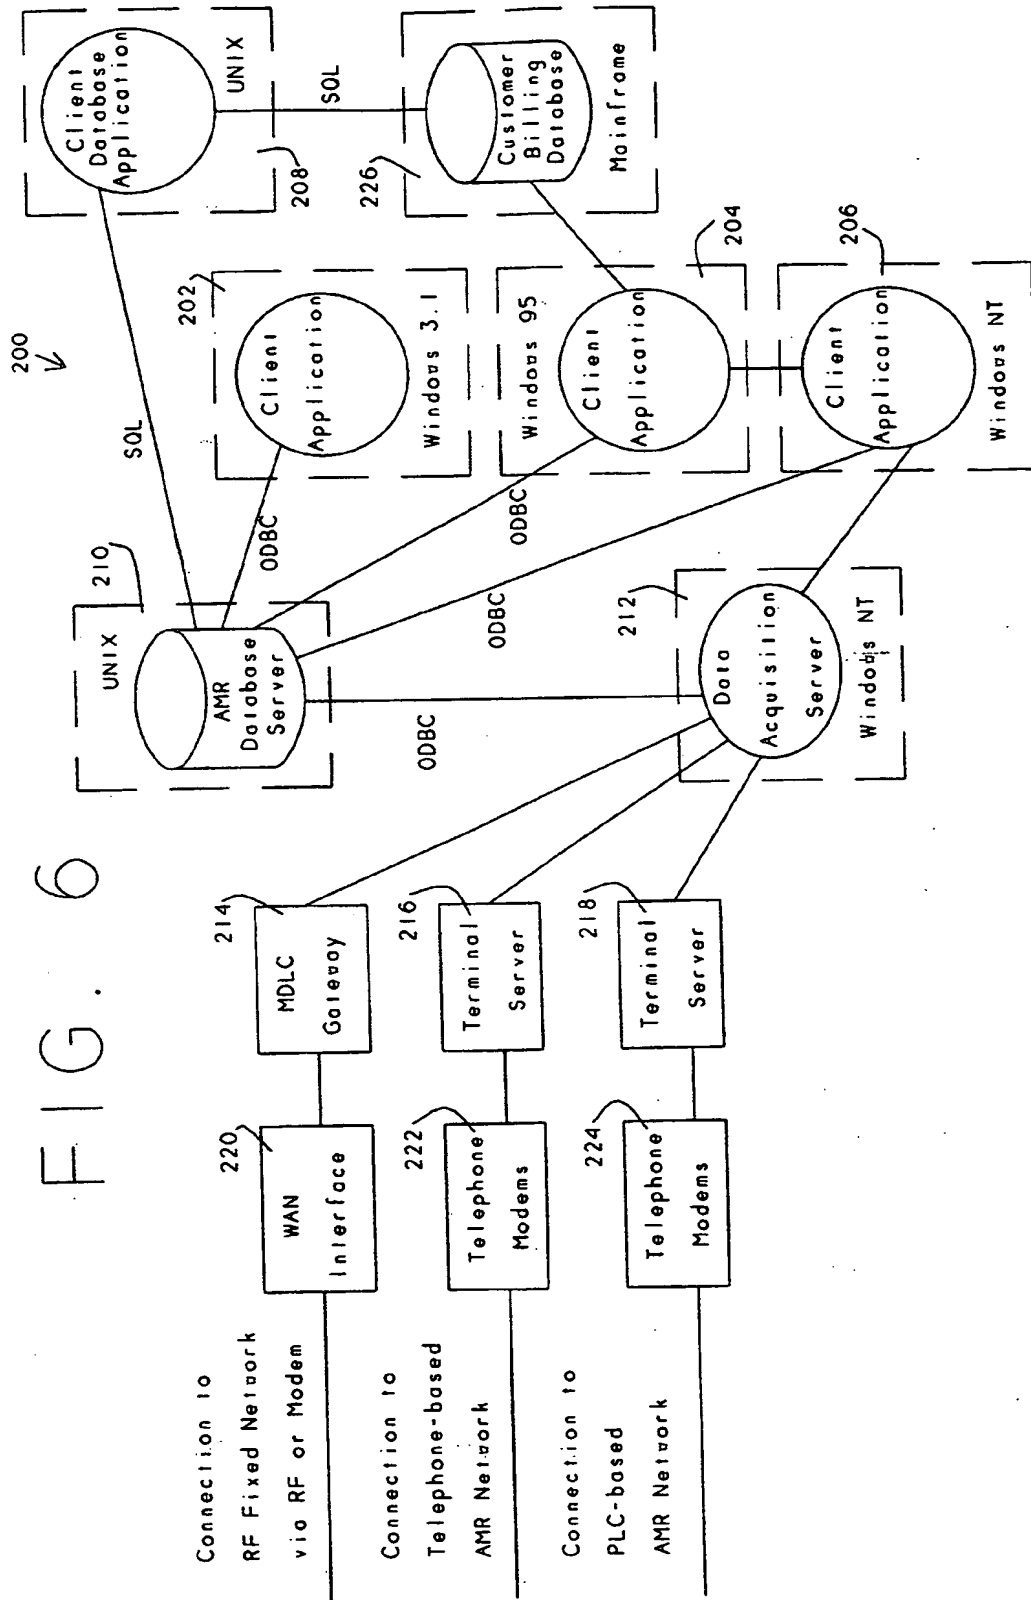 FIG. 6
200
Connection to
RF Fixed Network
via RF or Modem
220
WAN
Interface
214
MDLC
Gateway
Connection to
Telephone-based
AMR Network
222
Telephone
Modems
216
Terminal
Server
Connection to
PLC-based
AMR Network
224
Telephone
Modems
218
Terminal
Server
210
UNIX
AMR
Database
Server
ODBC
212
Data
Acquisition
Server
Windows NT
SQL
ODBC
ODBC
ODBC
202
Client
Application
Windows 3.1
Windows 95
Client
Application
204
206
Client
Application
Windows NT
Client
Database
Application
UNIX
208
SQL
226
Customer
Billing
Database
Mainframe